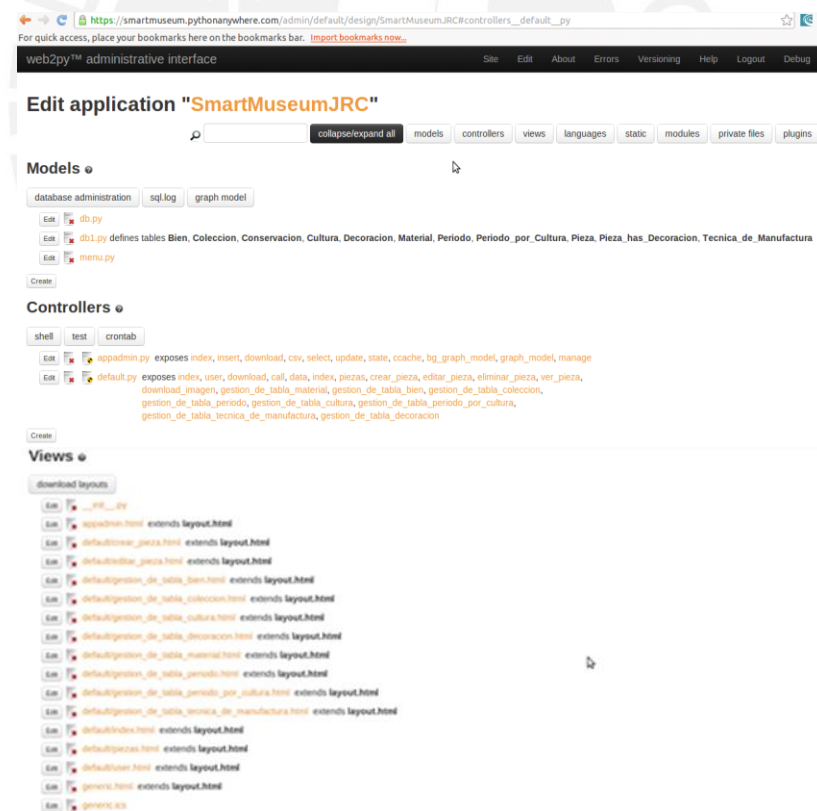 https://smartmuseum.pythonanywhere.com/admin/default/design/SmartMuseumJRC#controllers__default__py
For quick access, place your bookmarks here on the bookmarks bar. Import bookmarks now...
web2py™ administrative interface Site Edit About Errors Versioning Help Logout Debug
Edit application "SmartMuseumJRC"
collapse/expand all models controllers views languages static modules private files plugins
Models
database administration sql.log graph model
Edit db.py
Edit db1.py defines tables Bien, Coleccion, Conservacion, Cultura, Decoracion, Material, Periodo, Periodo_por_Cultura, Pieza, Pieza_has_Decoracion, Tecnica_de_Manufactura
Edit menu.py
Create
Controllers
shell test crontab
Edit appadmin.py exposes index, insert, download, csv, select, update, state, ccache, bg_graph_model, graph_model, manage
Edit default.py exposes index, user, download, call, data, index, piezas, crear_pieza, editar_pieza, eliminar_pieza, ver_pieza,
download_imagen, gestion_de_tabla_material, gestion_de_tabla_bien, gestion_de_tabla_coleccion,
gestion_de_tabla_periodo, gestion_de_tabla_cultura, gestion_de_tabla_periodo_por_cultura,
gestion_de_tabla_tecnica_de_manufactura, gestion_de_tabla_decoracion
Create
Views
download layouts
Edit __init__.py
Edit appadmin.html extends layout.html
Edit default/crear_pieza.html extends layout.html
Edit default/editar_pieza.html extends layout.html
Edit default/gestion_de_tabla_bien.html extends layout.html
Edit default/gestion_de_tabla_coleccion.html extends layout.html
Edit default/gestion_de_tabla_cultura.html extends layout.html
Edit default/gestion_de_tabla_decoracion.html extends layout.html
Edit default/gestion_de_tabla_material.html extends layout.html
Edit default/gestion_de_tabla_periodo.html extends layout.html
Edit default/gestion_de_tabla_periodo_por_cultura.html extends layout.html
Edit default/gestion_de_tabla_tecnica_de_manufactura.html extends layout.html
Edit default/index.html extends layout.html
Edit default/piezas.html extends layout.html
Edit default/user.html extends layout.html
Edit generic.html extends layout.html
Edit generic.ics